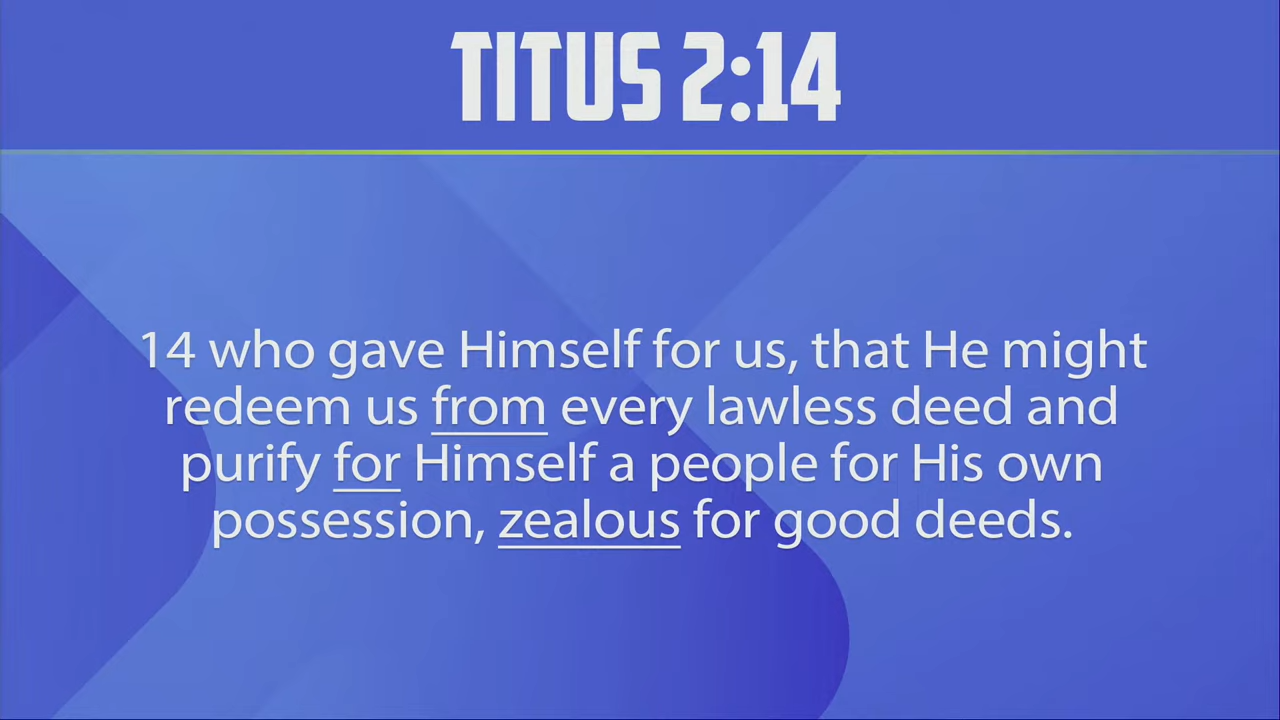 TITUS 2:14
14 who gave Himself for us, that He might
redeem us from every lawless deed and
purify for Himself a people for His own
possession, zealous for good deeds.